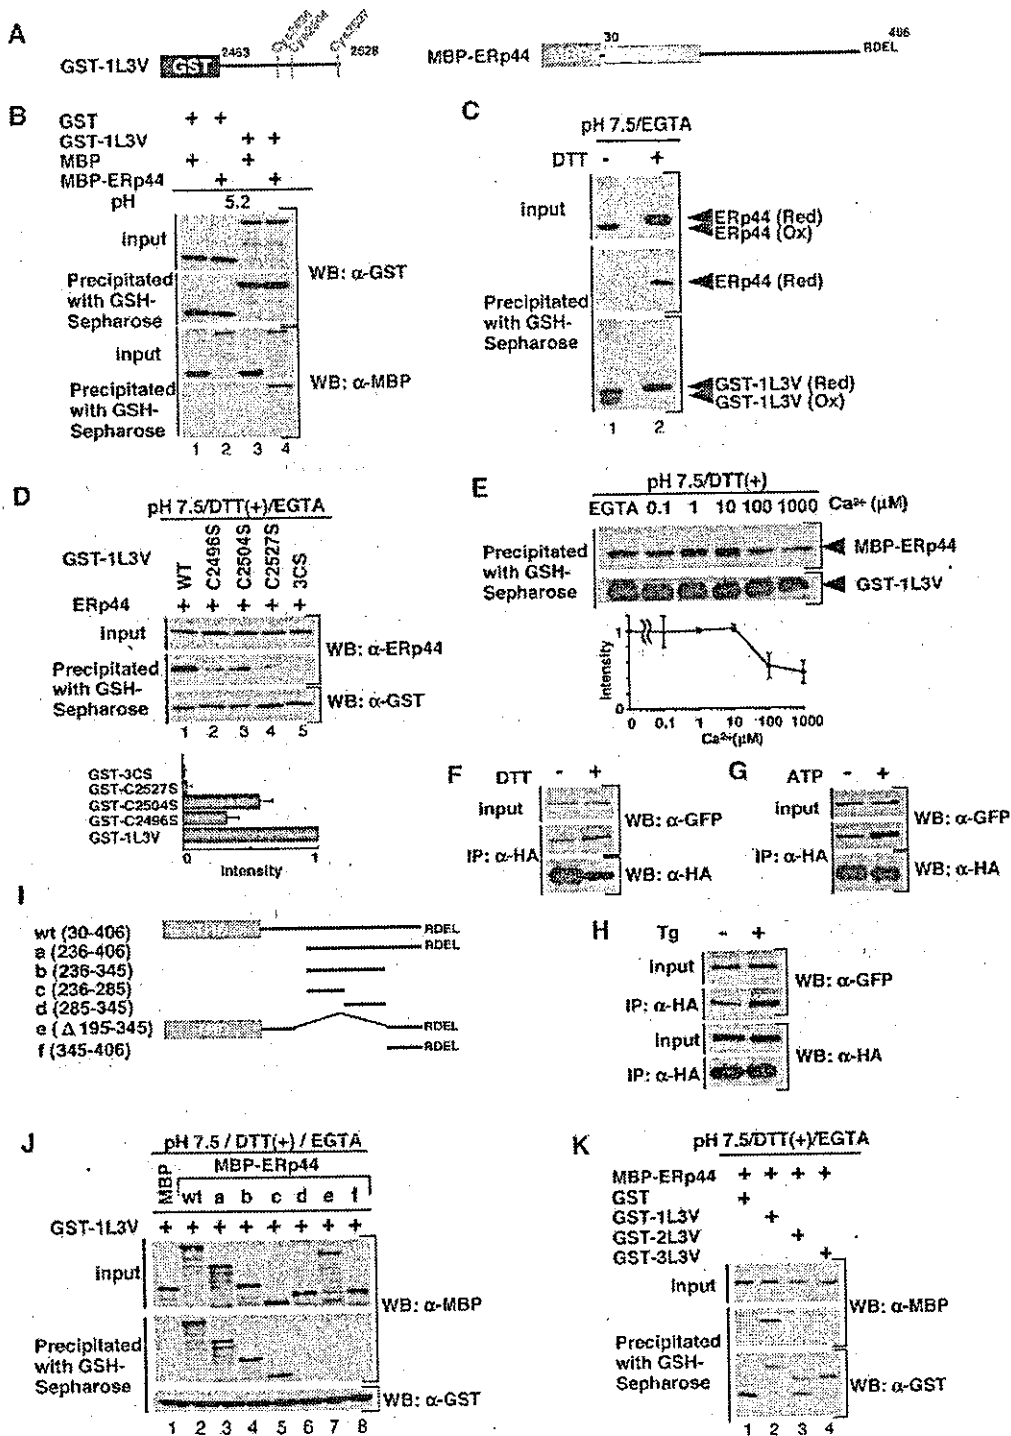 A
GST-1L3V
GST
2463
Cys2496
Cys2504
Cys2527
2528
MBP-ERp44
30
406
RDEL
B
GST + +
GST-1L3V + +
MBP + +
MBP-ERp44 + +
pH 5.2
Input
Precipitated with GSH-Sepharose
WB: α-GST
Input
Precipitated with GSH-Sepharose
WB: α-MBP
1 2 3 4
C
pH 7.5/EGTA
DTT - +
Input
ERp44 (Red)
ERp44 (Ox)
ERp44 (Red)
Precipitated with GSH-Sepharose
GST-1L3V (Red)
GST-1L3V (Ox)
1 2
D
pH 7.5/DTT(+)/EGTA
GST-1L3V
WT C2496S C2504S C2527S 3CS
ERp44 + + + + +
Input
WB: α-ERp44
Precipitated with GSH-Sepharose
WB: α-GST
1 2 3 4 5
GST-3CS
GST-C2527S
GST-C2504S
GST-C2496S
GST-1L3V
0 1
Intensity
E
pH 7.5/DTT(+)
EGTA 0.1 1 10 100 1000 Ca²⁺ (μM)
Precipitated with GSH-Sepharose
MBP-ERp44
GST-1L3V
Intensity
1
0
0 0.1 1 10 100 1000
Ca²⁺(μM)
F
DTT - +
Input
WB: α-GFP
IP: α-HA
WB: α-HA
G
ATP - +
Input
WB: α-GFP
IP: α-HA
WB: α-HA
H
Tg - +
Input
WB: α-GFP
IP: α-HA
Input
WB: α-HA
IP: α-HA
I
wt (30-406) RDEL
a (236-406) RDEL
b (236-345)
c (236-285)
d (285-345)
e (Δ195-345) RDEL
f (345-406) RDEL
J
pH 7.5 / DTT(+) / EGTA
MBP-ERp44
MBP wt a b c d e f
GST-1L3V + + + + + + + +
Input
WB: α-MBP
Precipitated with GSH-Sepharose
WB: α-GST
1 2 3 4 5 6 7 8
K
pH 7.5/DTT(+)/EGTA
MBP-ERp44 + + + +
GST +
GST-1L3V +
GST-2L3V +
GST-3L3V +
Input
WB: α-MBP
Precipitated with GSH-Sepharose
WB: α-GST
1 2 3 4